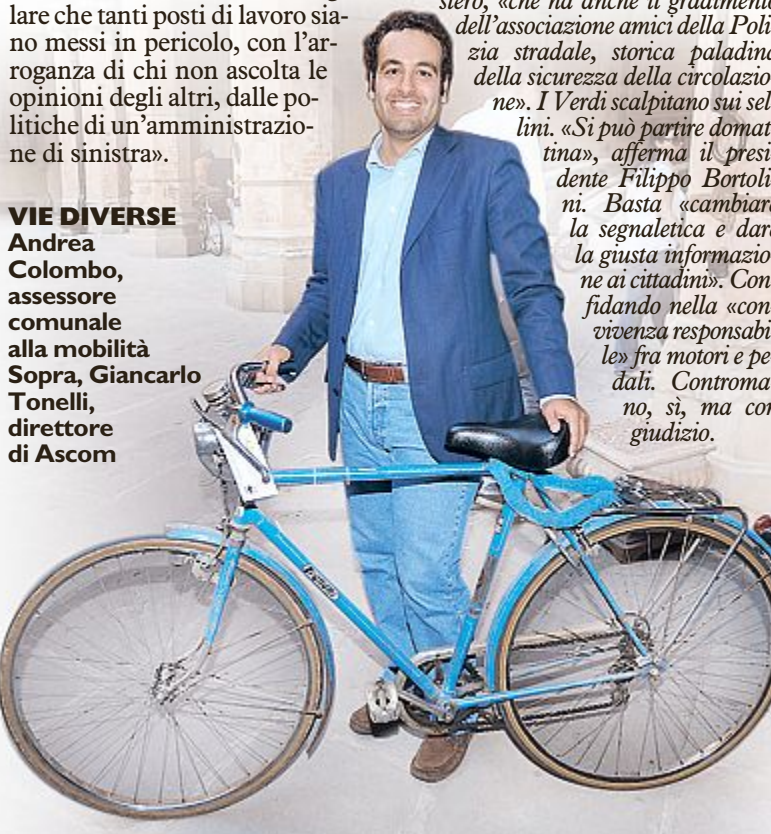 lare che tanti posti di lavoro sia-
no messi in pericolo, con l'ar-
roganza di chi non ascolta le
opinioni degli altri, dalle po-
litiche di un'amministrazio-
ne di sinistra».
VIE DIVERSE
Andrea
Colombo,
assessore
comunale
alla mobilità
Sopra, Giancarlo
Tonelli,
direttore
di Ascom
stero, «che ha anche il gradimento
dell'associazione amici della Poli
zia stradale, storica paladina
della sicurezza della circolazio
ne». I Verdi scalpitano sui sel
lini. «Si può partire domat
tina», afferma il presi
dente Filippo Bortoli
ni. Basta «cambiare
la segnaletica e dare
la giusta informazio
ne ai cittadini». Con
fidando nella «con
vivenza responsabi
le» fra motori e pe
dali. Controma
no, sì, ma con
giudizio.